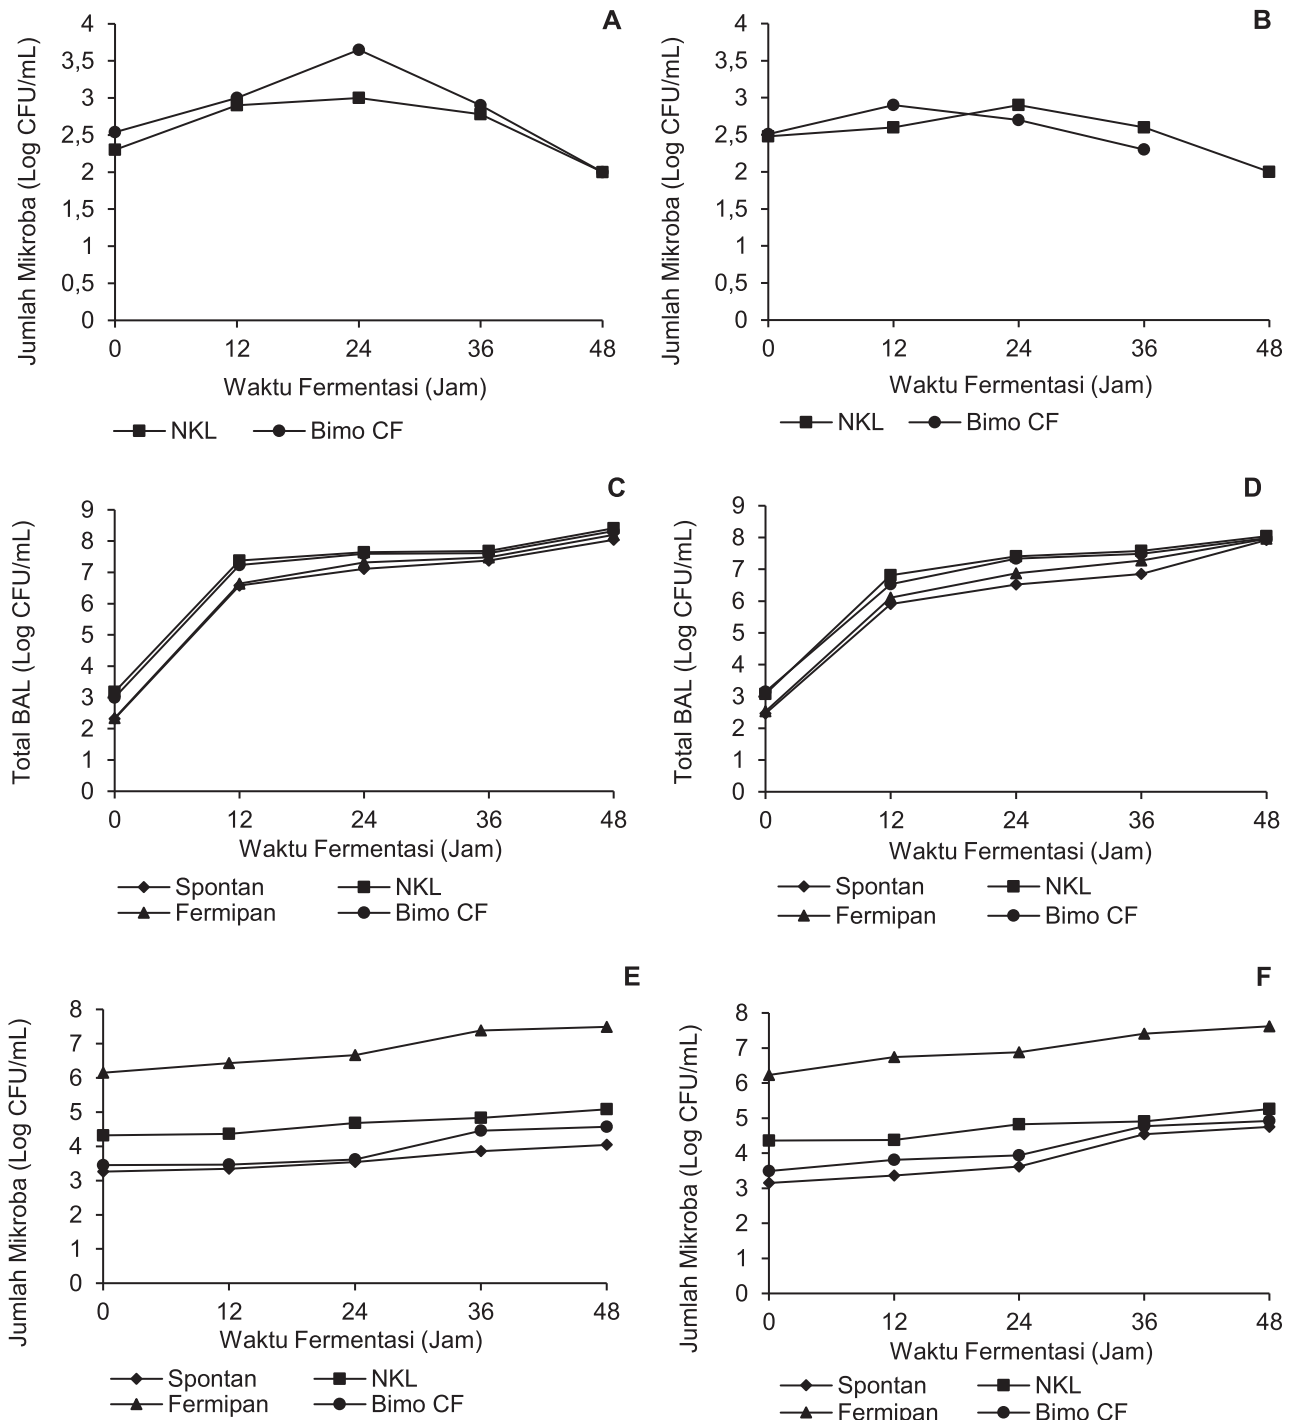 A
Jumlah Mikroba (Log CFU/mL)
4
3,5
3
2,5
2
1,5
1
0,5
0
0 12 24 36 48
Waktu Fermentasi (Jam)
NKL Bimo CF
B
Jumlah Mikroba (Log CFU/mL)
4
3,5
3
2,5
2
1,5
1
0,5
0
0 12 24 36 48
Waktu Fermentasi (Jam)
NKL Bimo CF
C
Total BAL (Log CFU/mL)
9
8
7
6
5
4
3
2
1
0
0 12 24 36 48
Waktu Fermentasi (Jam)
Spontan NKL
Fermipan Bimo CF
D
Total BAL (Log CFU/mL)
9
8
7
6
5
4
3
2
1
0
0 12 24 36 48
Waktu Fermentasi (Jam)
Spontan NKL
Fermipan Bimo CF
E
Jumlah Mikroba (Log CFU/mL)
8
7
6
5
4
3
2
1
0
0 12 24 36 48
Waktu Fermentasi (Jam)
Spontan NKL
Fermipan Bimo CF
F
Jumlah Mikroba (Log CFU/mL)
8
7
6
5
4
3
2
1
0
0 12 24 36 48
Waktu Fermentasi (Jam)
Spontan NKL
Fermipan Bimo CF